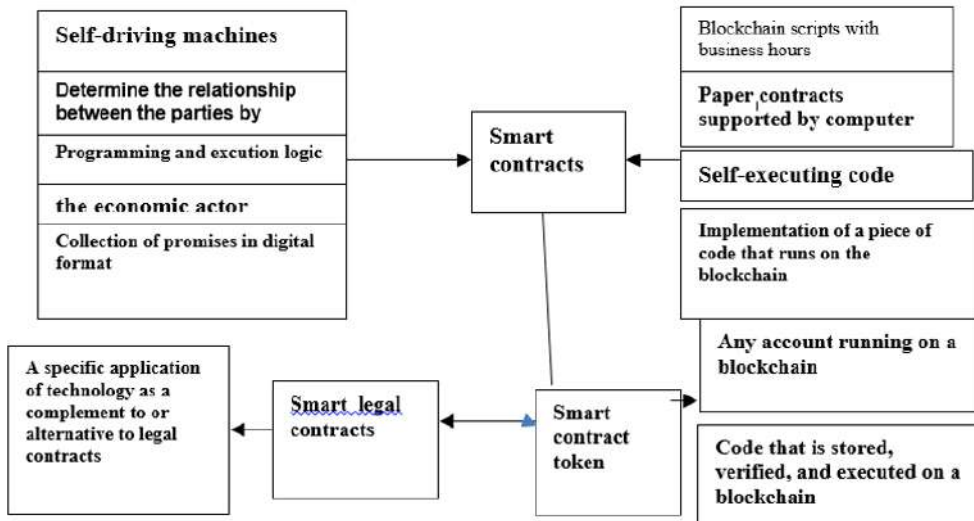 Self-driving machines
Determine the relationship
between the parties by
Programming and excution logic
the economic actor
Collection of promises in digital
format
Smart
contracts
Blockchain scripts with
business hours
Paper contracts
supported by computer
Self-executing code
Implementation of a piece of
code that runs on the
blockchain
A specific application
of technology as a
complement to or
alternative to legal
contracts
Smart legal
contracts
Smart
contract
token
Any account running on a
blockchain
Code that is stored,
verified, and executed on a
blockchain